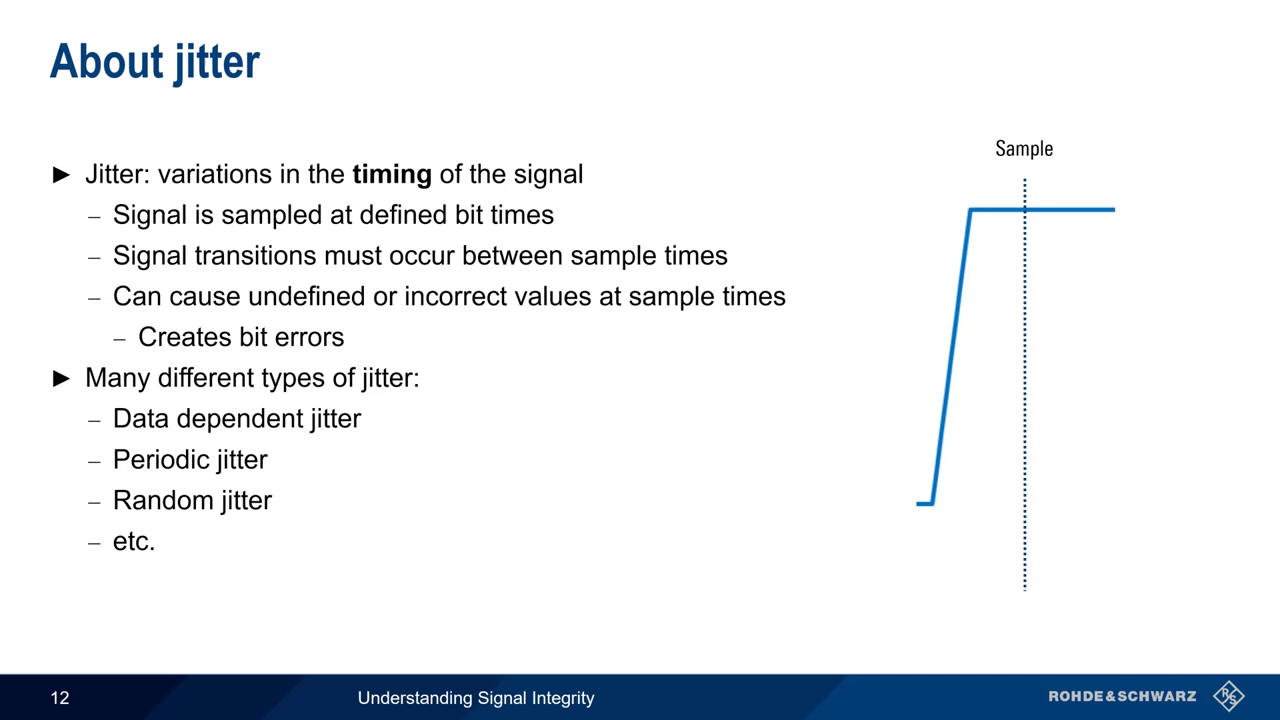 About jitter
► Jitter: variations in the timing of the signal
– Signal is sampled at defined bit times
– Signal transitions must occur between sample times
– Can cause undefined or incorrect values at sample times
– Creates bit errors
► Many different types of jitter:
– Data dependent jitter
– Periodic jitter
– Random jitter
– etc.
Sample
12
Understanding Signal Integrity
ROHDE&SCHWARZ
R&S